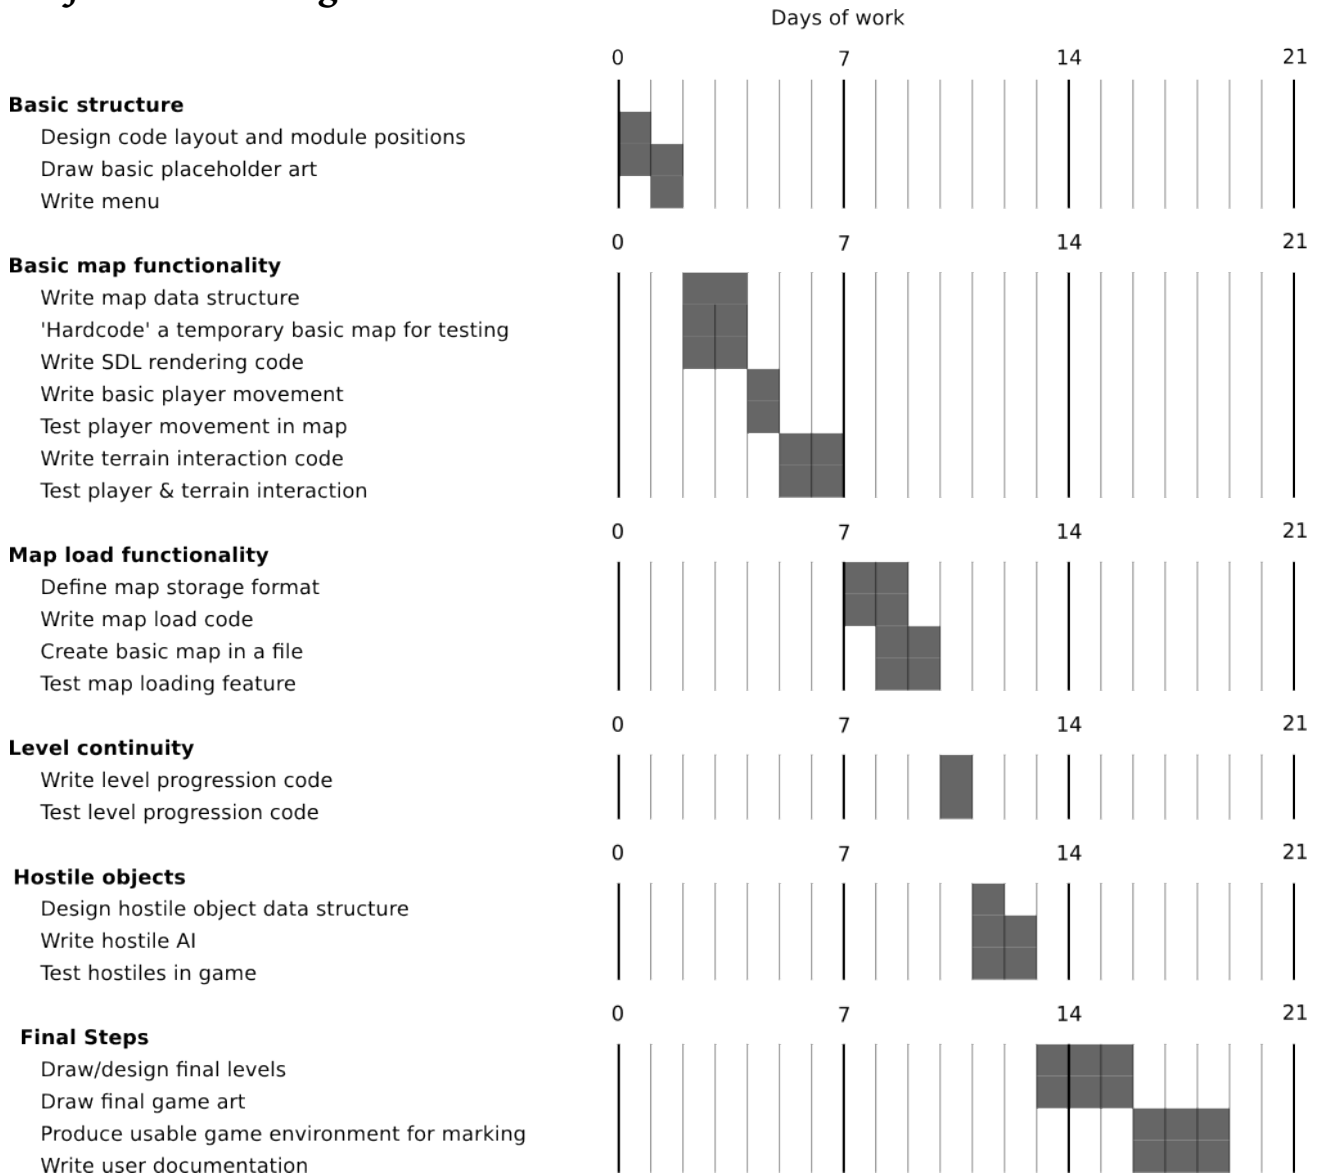 Days of work
0 7 14 21
Basic structure
Design code layout and module positions
Draw basic placeholder art
Write menu
0 7 14 21
Basic map functionality
Write map data structure
'Hardcode' a temporary basic map for testing
Write SDL rendering code
Write basic player movement
Test player movement in map
Write terrain interaction code
Test player & terrain interaction
0 7 14 21
Map load functionality
Define map storage format
Write map load code
Create basic map in a file
Test map loading feature
0 7 14 21
Level continuity
Write level progression code
Test level progression code
0 7 14 21
Hostile objects
Design hostile object data structure
Write hostile AI
Test hostiles in game
0 7 14 21
Final Steps
Draw/design final levels
Draw final game art
Produce usable game environment for marking
Write user documentation